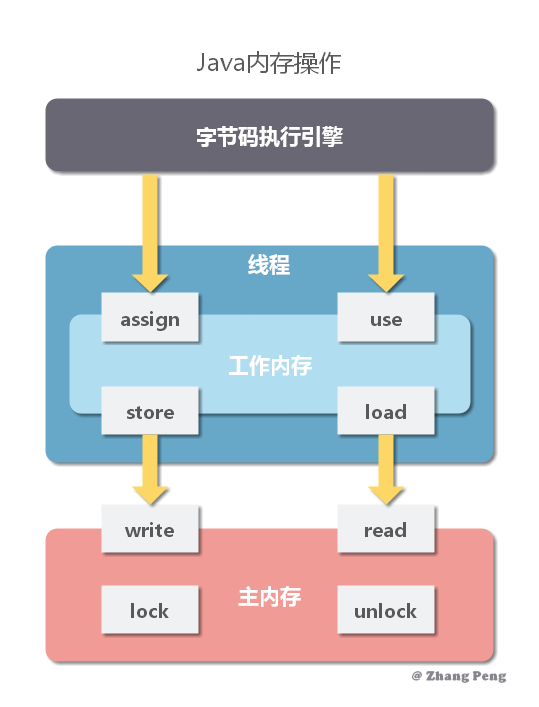 Java内存操作
字节码执行引擎
线程
assign
use
工作内存
store
load
write
read
主内存
lock
unlock
@ Zhang Peng